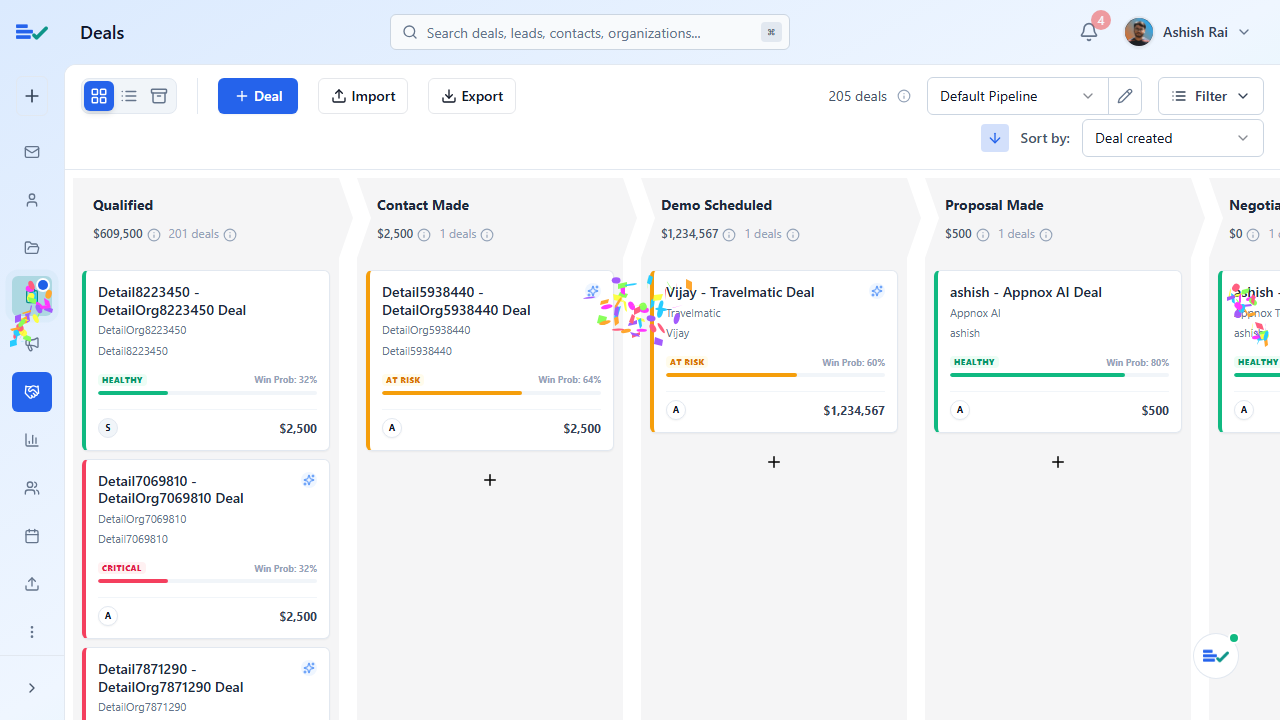 Deals
Search deals, leads, contacts, organizations...
⌘
4
Ashish Rai
Deal
Import
Export
205 deals
Default Pipeline
Filter
Sort by:
Deal created
Qualified
$609,500
201 deals
Detail8223450 -
DetailOrg8223450 Deal
DetailOrg8223450
Detail8223450
HEALTHY
Win Prob: 32%
S
$2,500
Detail7069810 -
DetailOrg7069810 Deal
DetailOrg7069810
Detail7069810
CRITICAL
Win Prob: 32%
A
$2,500
Detail7871290 -
DetailOrg7871290 Deal
DetailOrg7871290
Contact Made
$2,500
1 deals
Detail5938440 -
DetailOrg5938440 Deal
DetailOrg5938440
Detail5938440
AT RISK
Win Prob: 64%
A
$2,500
Demo Scheduled
$1,234,567
1 deals
Vijay - Travelmatic Deal
Travelmatic
Vijay
AT RISK
Win Prob: 60%
A
$1,234,567
Proposal Made
$500
1 deals
ashish - Appnox AI Deal
Appnox AI
ashish
HEALTHY
Win Prob: 80%
A
$500
Negotia
$0
1 d
ashish -
Appnox T
ashish
HEALTHY
A